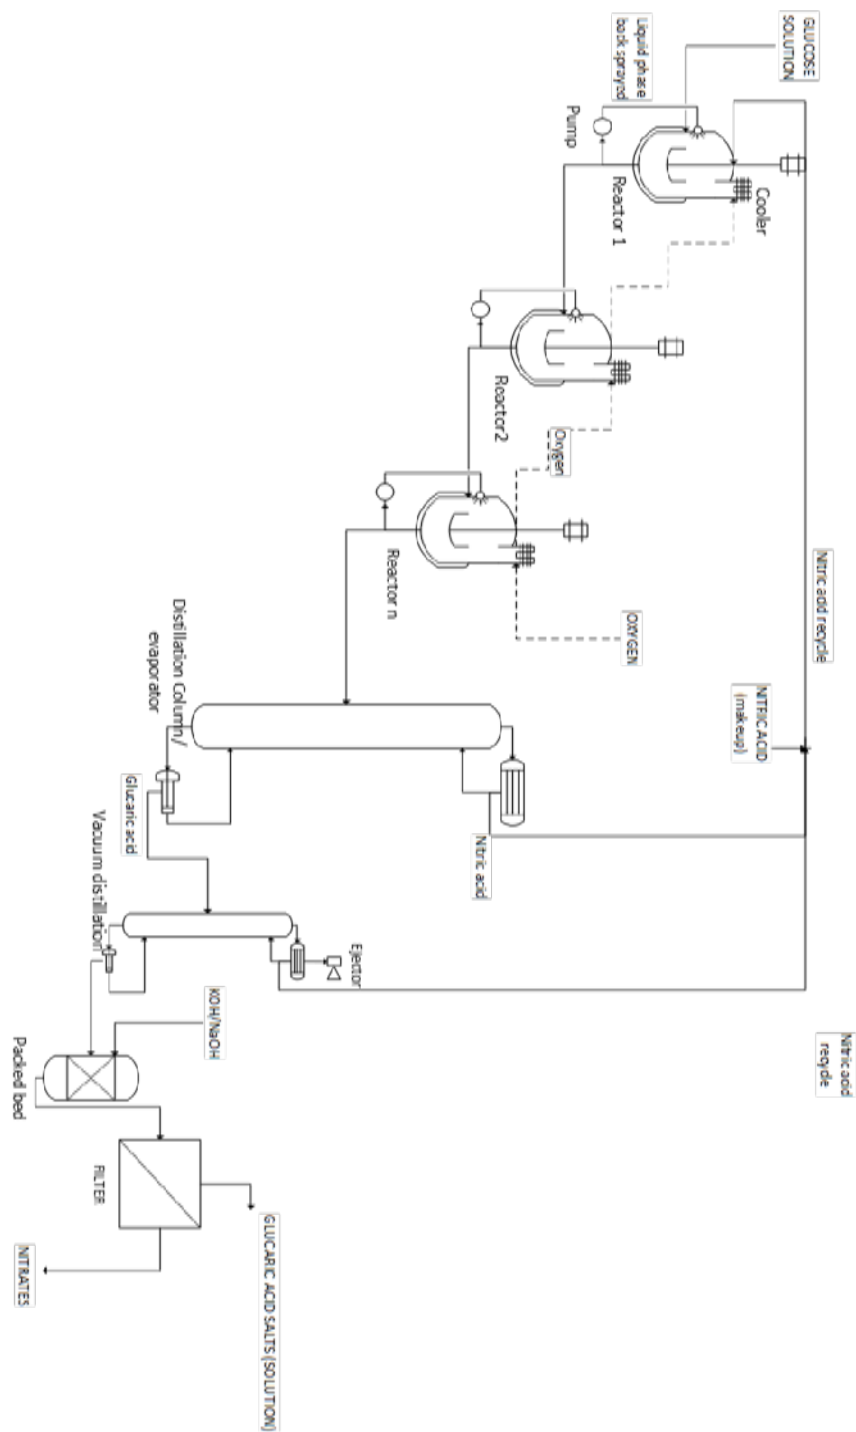 GLUCOSE
SOLUTION
Liquid phase
back sprayed
Pump
Cooler
Reactor 1
Reactor2
Oxygen
Reactor n
OXYGEN
Nitric acid recycle
NITRIC ACID
(makeup)
Distillation Column/
evaporator
Glucaric acid
Nitric acid
Vacuum distillation
Ejector
KOH/NaOH
Nitric acid
recycle
Packed bed
FILTER
GLUCARIC ACID SALTS (SOLUTION)
NITRATES